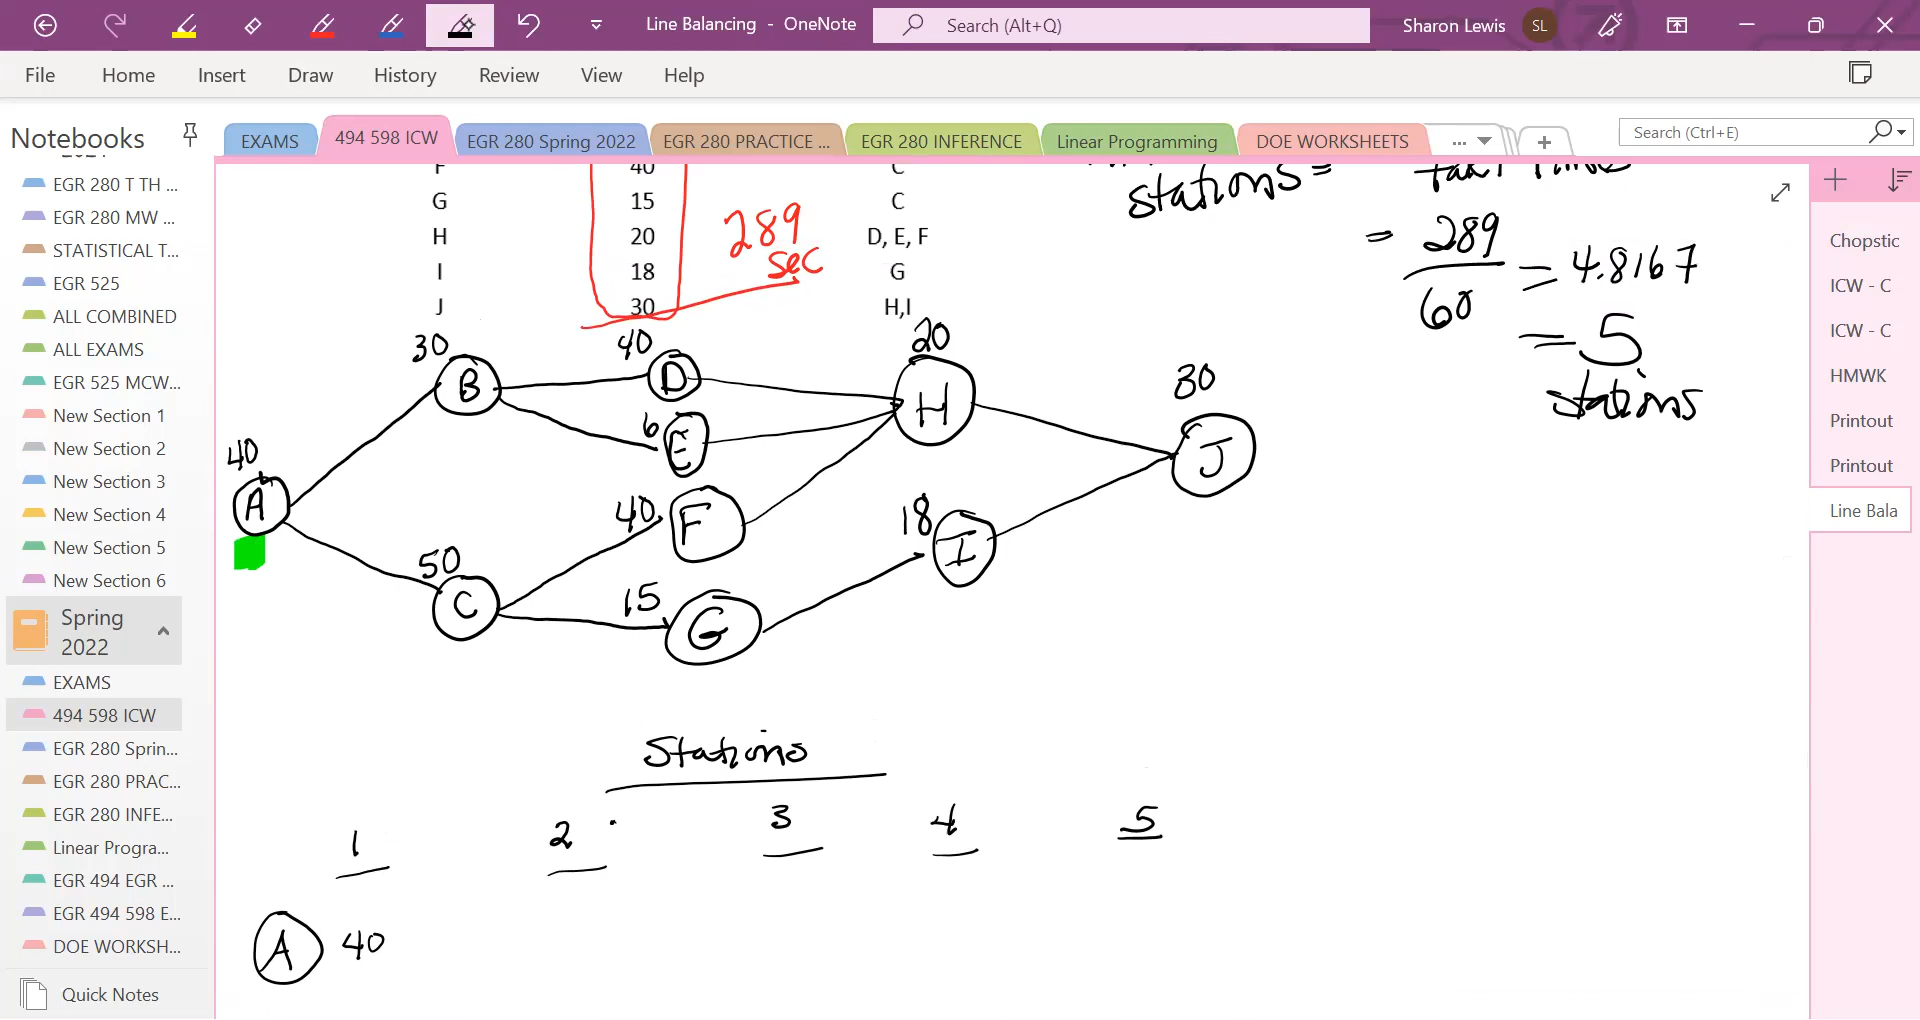 Line Balancing - OneNote
Search (Alt+Q)
Sharon Lewis
SL
File Home Insert Draw History Review View Help
Notebooks
EXAMS
494 598 ICW
EGR 280 Spring 2022
EGR 280 PRACTICE ...
EGR 280 INFERENCE
Linear Programming
DOE WORKSHEETS
...
Search (Ctrl+E)
EGR 280 T TH ...
EGR 280 MW ...
STATISTICAL T...
EGR 525
ALL COMBINED
ALL EXAMS
EGR 525 MCW...
New Section 1
New Section 2
New Section 3
New Section 4
New Section 5
New Section 6
Spring
2022
EXAMS
494 598 ICW
EGR 280 Sprin...
EGR 280 PRAC...
EGR 280 INFE...
Linear Progra...
EGR 494 EGR ...
EGR 494 598 E...
DOE WORKSH...
Quick Notes
F 40 C
G 15 C
H 20 D, E, F
I 18 G
J 30 H,I
289
sec
stations =
= 289 / 60 = 4.8167
= 5
stations
30 B
40 D
20 H
30 J
6 E
40 A
40 F
18 I
50 C
15 G
Stations
1 2 3 4 5
A 40
Chopstic
ICW - C
ICW - C
HMWK
Printout
Printout
Line Bala